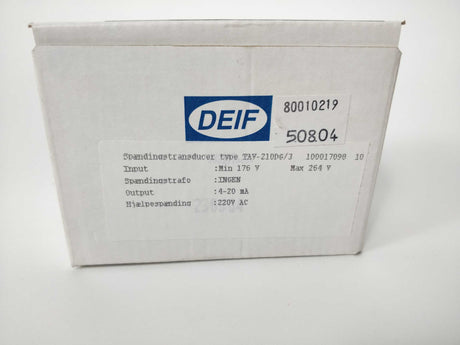 DEIF
80010219
50804
Spændingstransducer type TAV-210DG/3 100017098 10
Input :Min 176 V Max 264 V
Spændingstrafo :INGEN
Output :4-20 mA
Hjælpespænding :220V AC